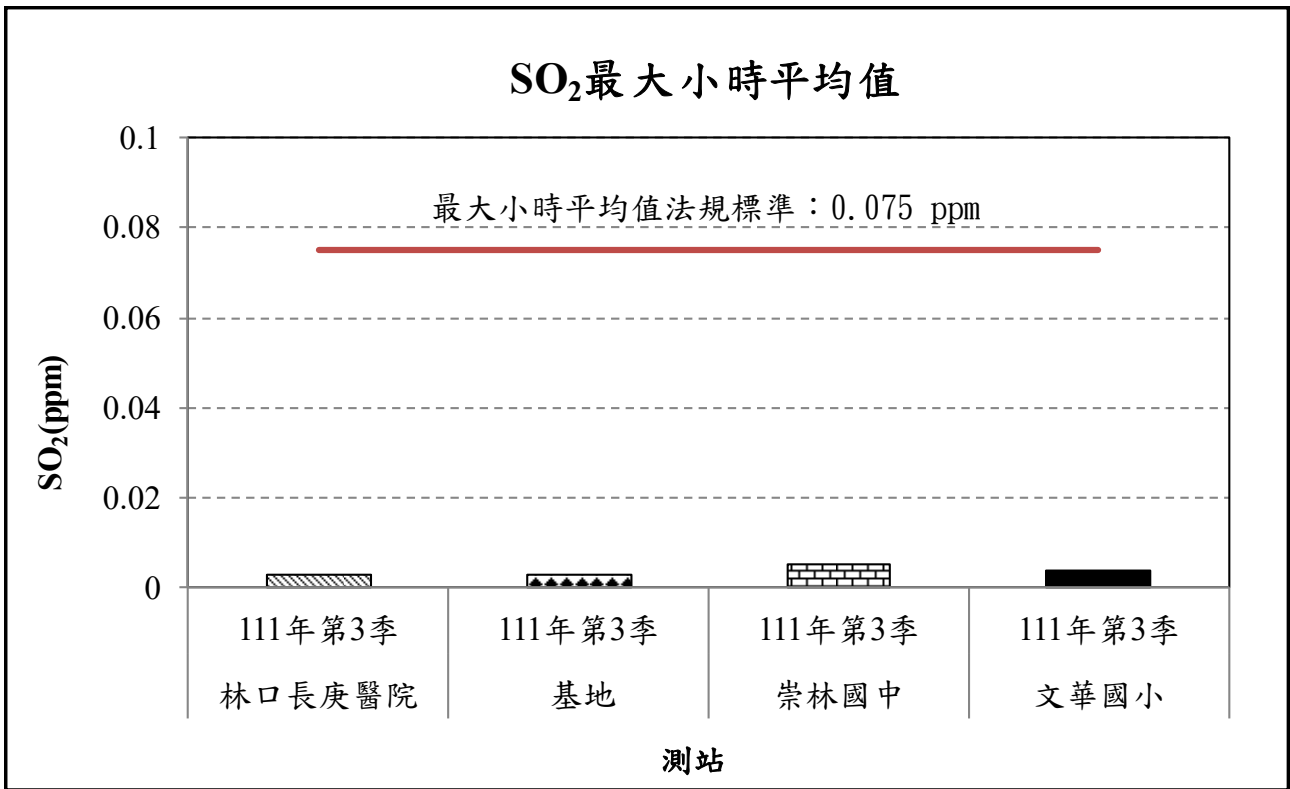 SO₂最大小時平均值
0.1
最大小時平均值法規標準：0.075 ppm
0.08
0.06
0.04
0.02
0
SO₂(ppm)
111年第3季 111年第3季 111年第3季 111年第3季
林口長庚醫院 基地 崇林國中 文華國小
測站